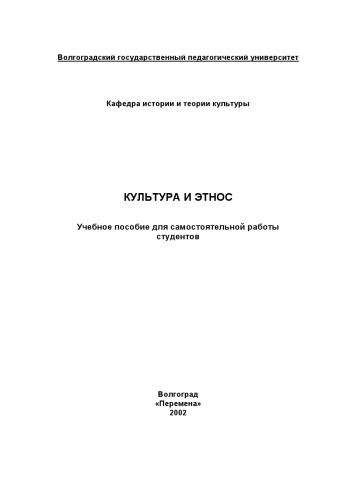 Волгоградский государственный педагогический университет
Кафедра истории и теории культуры
КУЛЬТУРА И ЭТНОС
Учебное пособие для самостоятельной работы
студентов
Волгоград
«Перемена»
2002